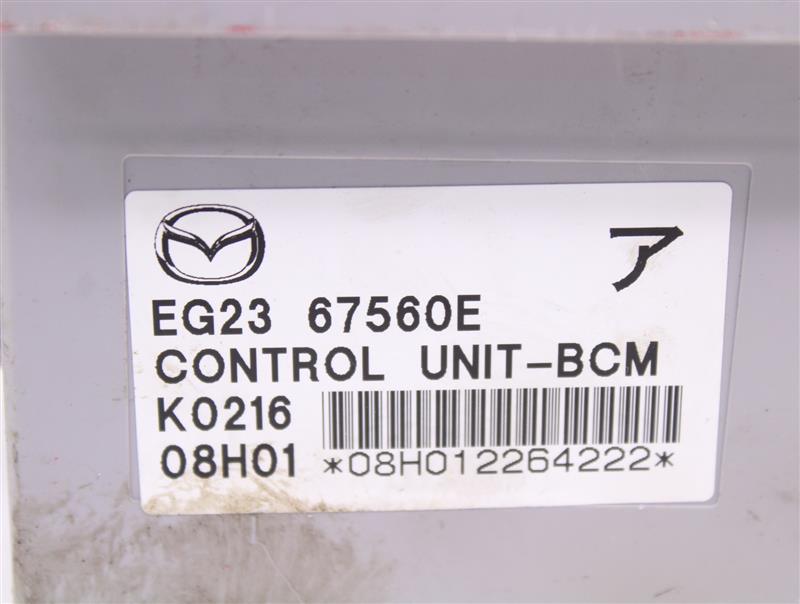 ア
EG23 67560E
CONTROL UNIT-BCM
K0216
08H01 *08H012264222*